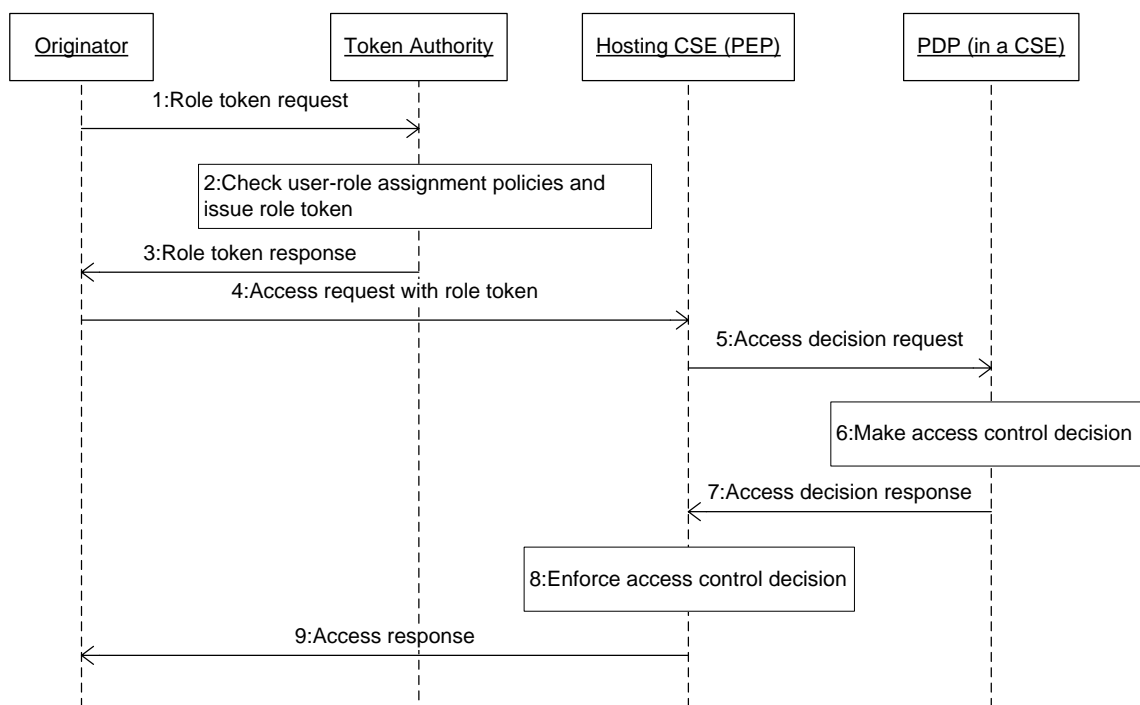 Originator
Token Authority
Hosting CSE (PEP)
PDP (in a CSE)
1:Role token request
2:Check user-role assignment policies and
issue role token
3:Role token response
4:Access request with role token
5:Access decision request
6:Make access control decision
7:Access decision response
8:Enforce access control decision
9:Access response